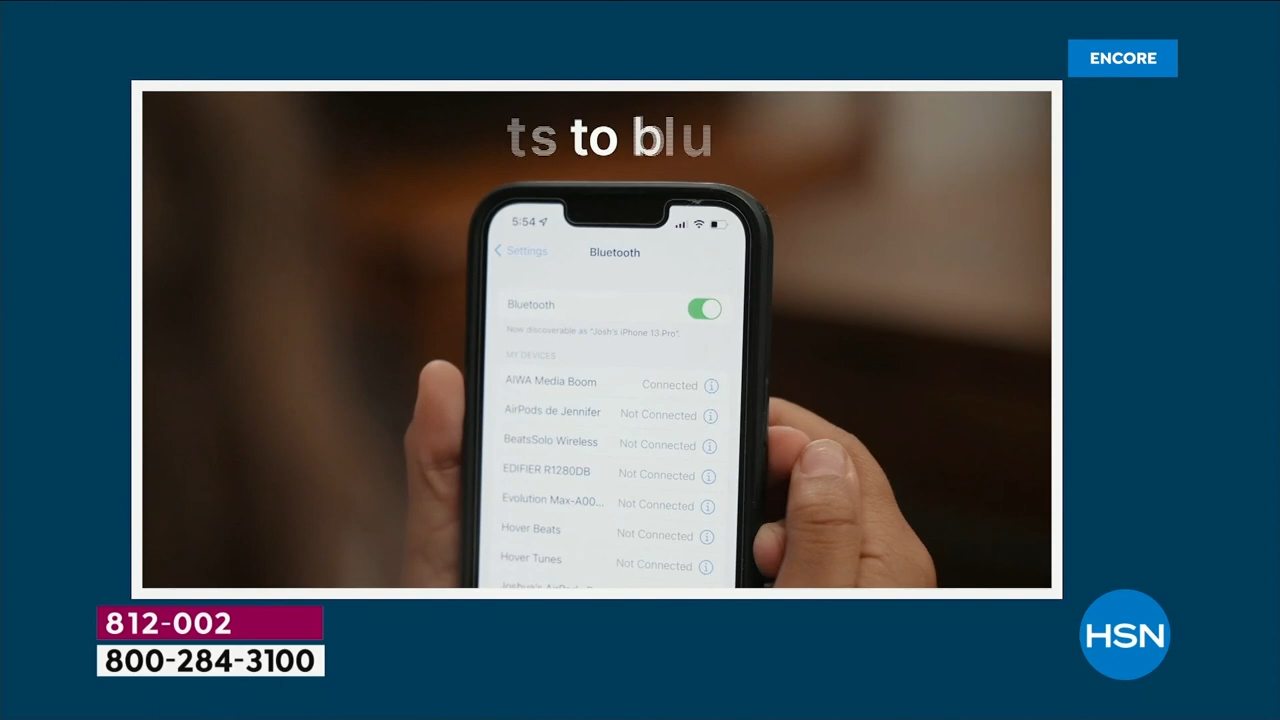 ENCORE
ts to blu
5:54
Settings
Bluetooth
Bluetooth
Now discoverable as "Josh's iPhone 13 Pro".
MY DEVICES
AIWA Media Boom Connected
AirPods de Jennifer Not Connected
BeatsSolo Wireless Not Connected
EDIFIER R1280DB Not Connected
Evolution Max-A00... Not Connected
Hover Beats Not Connected
Hover Tunes Not Connected
812-002
800-284-3100
HSN